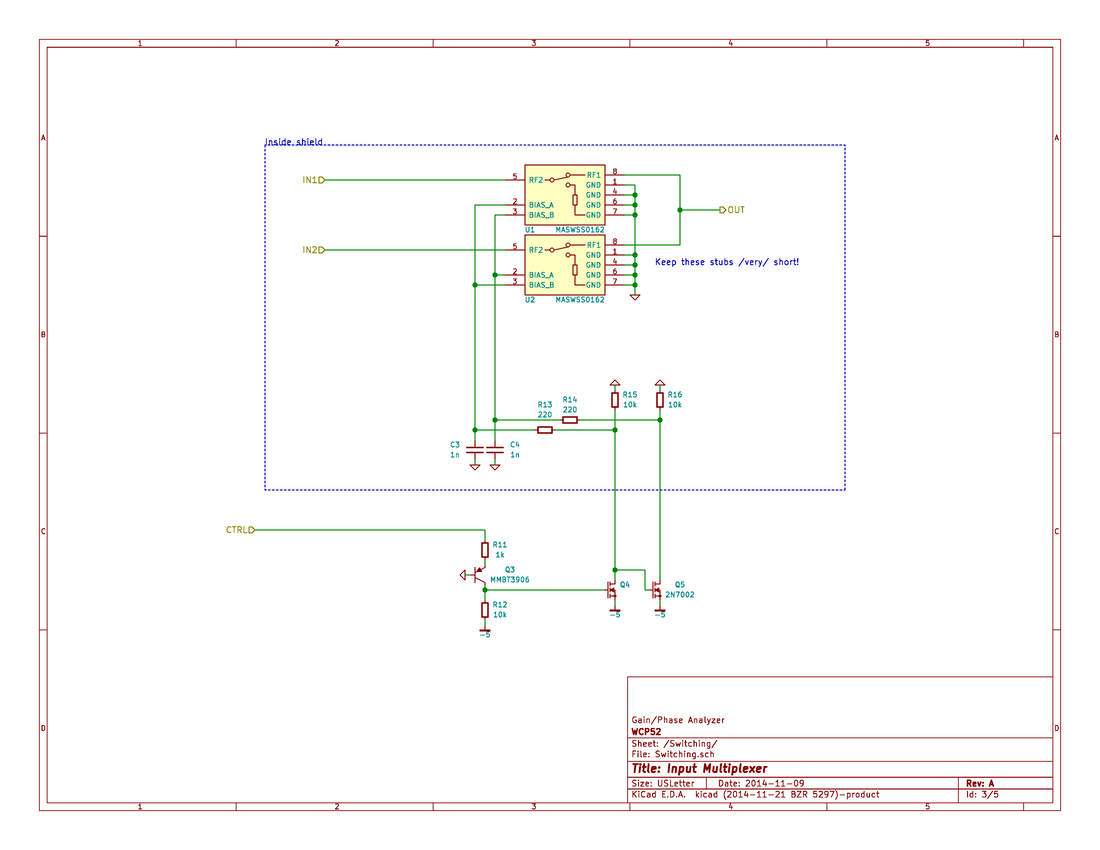 1 2 3 4 5
A A
Inside shield
IN1
5 RF2 RF1 8
GND 1
GND 4
2 BIAS_A GND 6
3 BIAS_B GND 7
U1 MASWSS0162
OUT
IN2
5 RF2 RF1 8
GND 1
GND 4
2 BIAS_A GND 6
3 BIAS_B GND 7
U2 MASWSS0162
Keep these stubs /very/ short!
B B
R13
220
R14
220
R15
10k
R16
10k
C3
1n
C4
1n
C C
CTRL
R11
1k
Q3
MMBT3906
R12
10k
-5
Q4
-5
Q5
2N7002
-5
D D
Gain/Phase Analyzer
WCP52
Sheet: /Switching/
File: Switching.sch
Title: Input Multiplexer
Size: USLetter Date: 2014-11-09 Rev: A
KiCad E.D.A. kicad (2014-11-21 BZR 5297)-product Id: 3/5
1 2 3 4 5